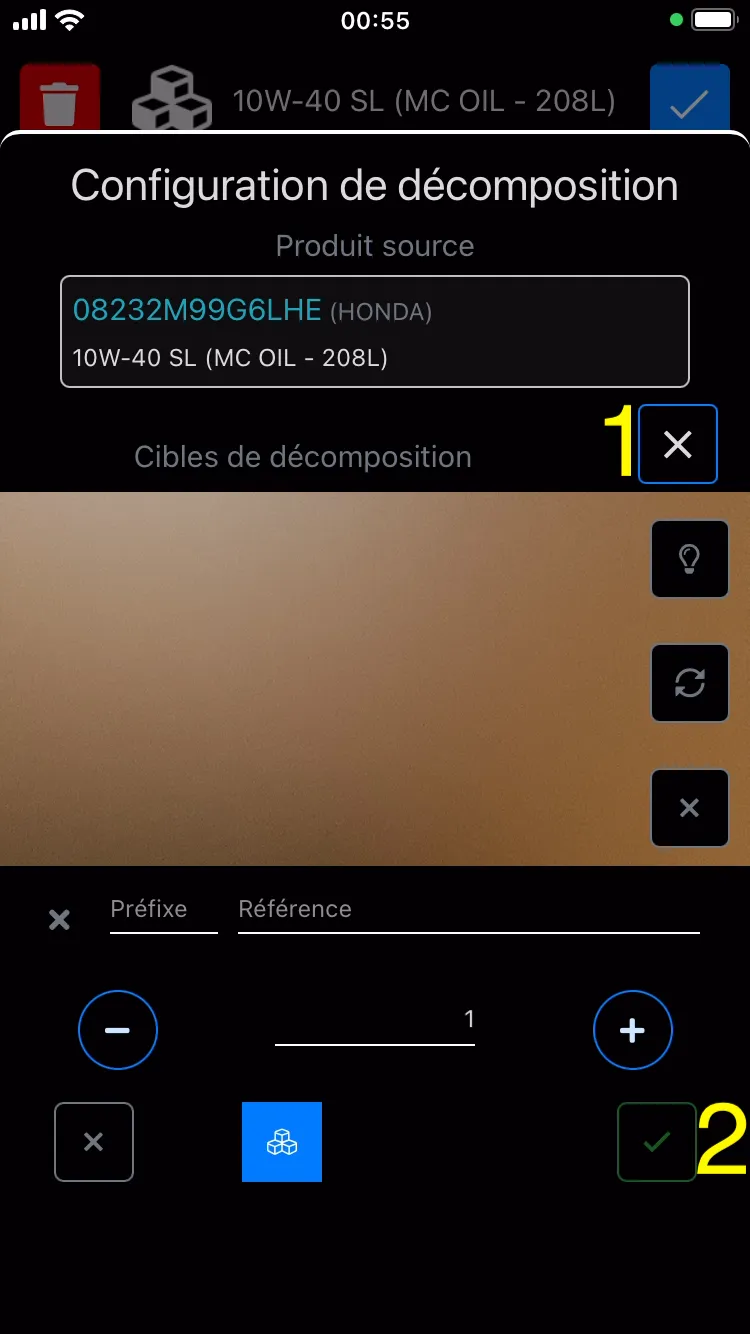 00:55
10W-40 SL (MC OIL - 208L)
Configuration de décomposition
Produit source
08232M99G6LHE (HONDA)
10W-40 SL (MC OIL - 208L)
1
Cibles de décomposition
Préfixe Référence
1
2